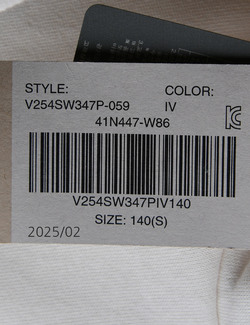 STYLE: COLOR:
V254SW347P-059 IV
41N447-W86
V254SW347PIV140
SIZE: 140(S)
2025/02